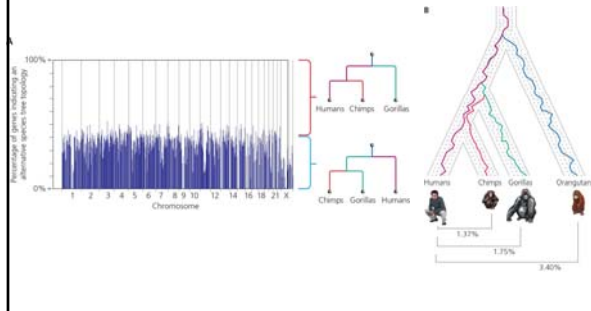 A
B
Percentage of genes indicating an
alternative species tree topology
100%
0%
1 2 3 4 5 6 7 8 9 10 12 14 16 18 21 X
Chromosome
Humans Chimps Gorillas
Chimps Gorillas Humans
Humans Chimps Gorillas Orangutan
1.37%
1.75%
3.40%